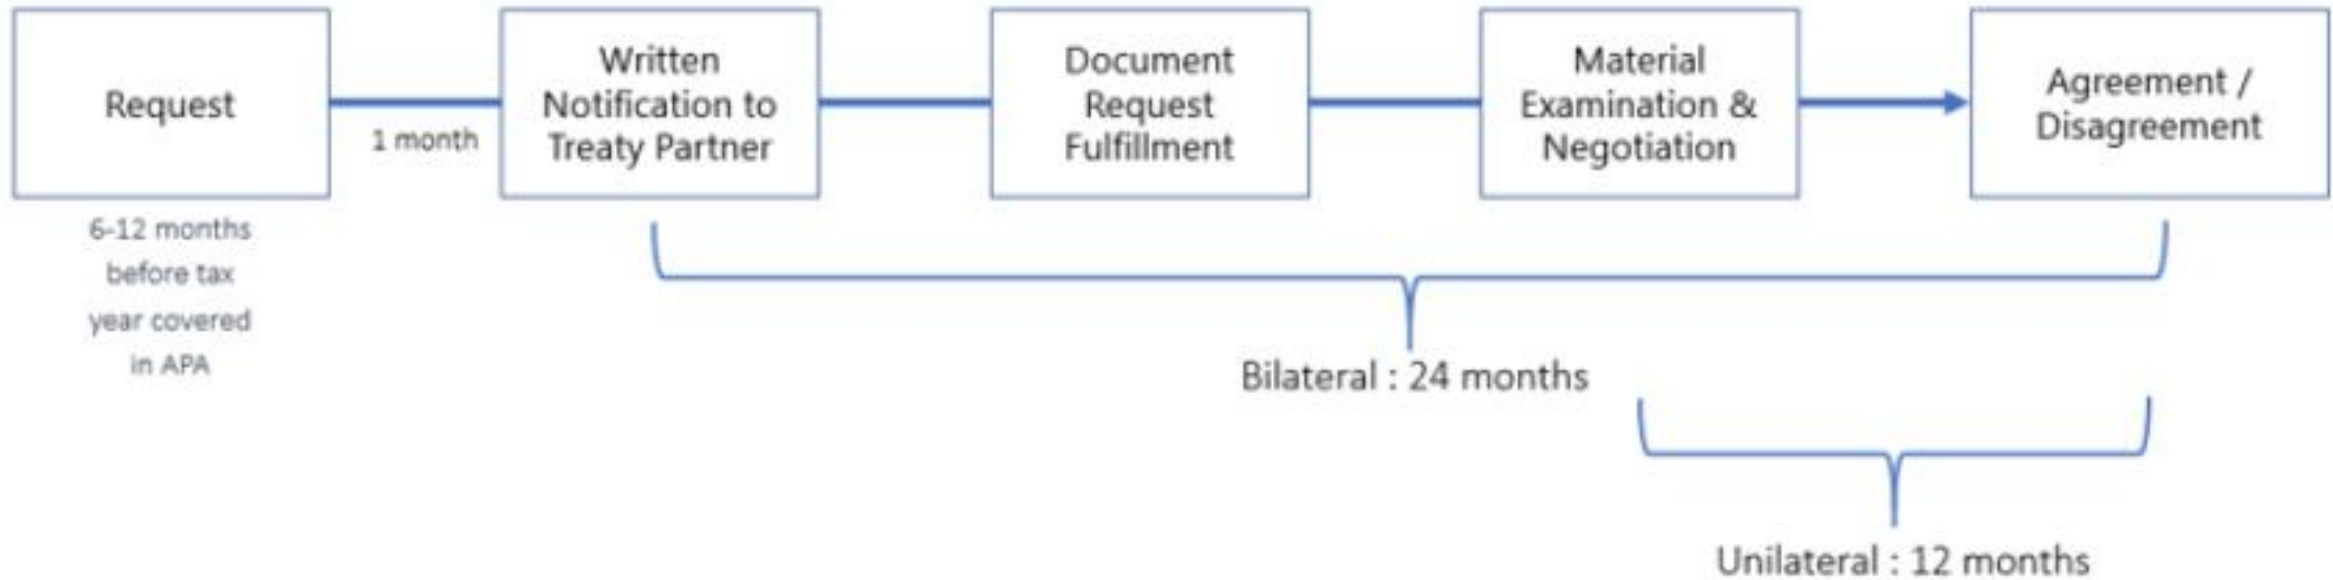 Request
1 month
Written
Notification to
Treaty Partner
Document
Request
Fulfillment
Material
Examination &
Negotiation
Agreement /
Disagreement
6-12 months
before tax
year covered
in APA
Bilateral : 24 months
Unilateral : 12 months